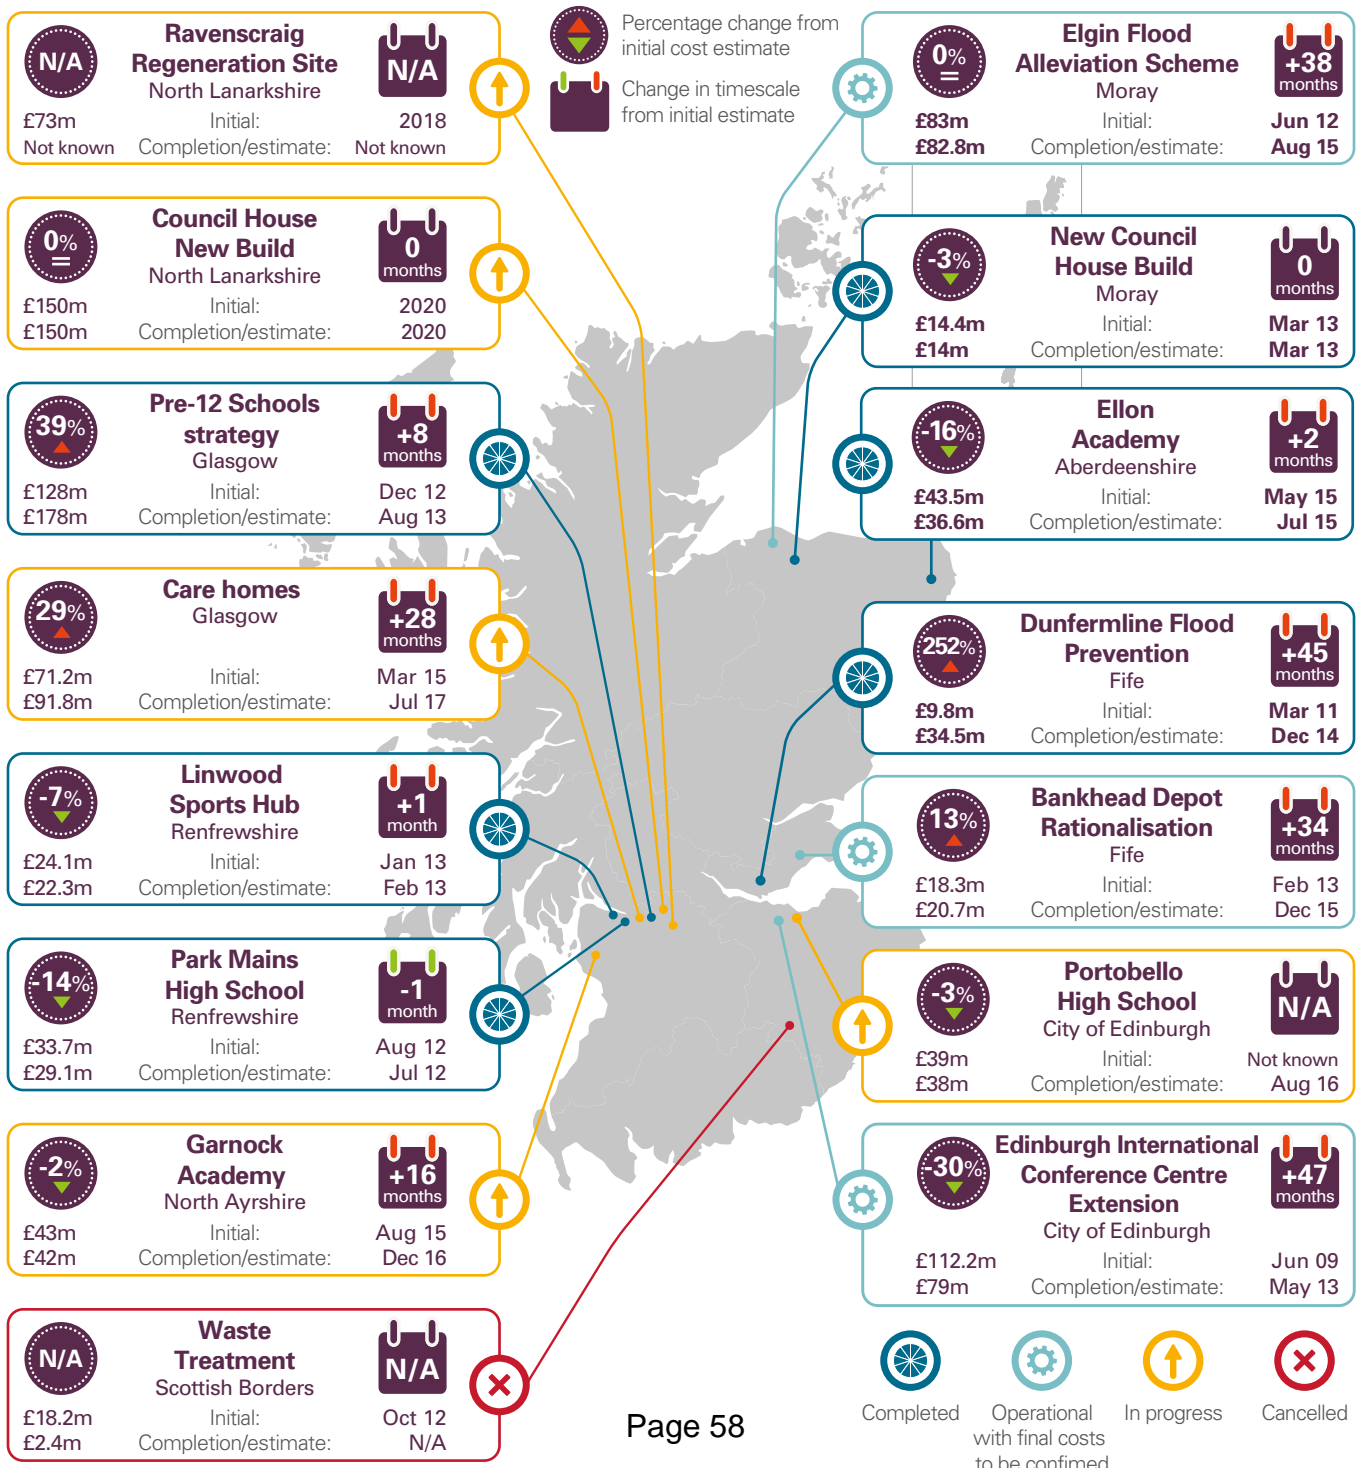 N/A
Ravenscraig
Regeneration Site
North Lanarkshire
N/A
£73m Initial: 2018
Not known Completion/estimate: Not known
0%
Council House
New Build
North Lanarkshire
0
months
£150m Initial: 2020
£150m Completion/estimate: 2020
39%
Pre-12 Schools
strategy
Glasgow
+8
months
£128m Initial: Dec 12
£178m Completion/estimate: Aug 13
29%
Care homes
Glasgow
+28
months
£71.2m Initial: Mar 15
£91.8m Completion/estimate: Jul 17
-7%
Linwood
Sports Hub
Renfrewshire
+1
month
£24.1m Initial: Jan 13
£22.3m Completion/estimate: Feb 13
-14%
Park Mains
High School
Renfrewshire
-1
month
£33.7m Initial: Aug 12
£29.1m Completion/estimate: Jul 12
-2%
Garnock
Academy
North Ayrshire
+16
months
£43m Initial: Aug 15
£42m Completion/estimate: Dec 16
N/A
Waste
Treatment
Scottish Borders
N/A
£18.2m Initial: Oct 12
£2.4m Completion/estimate: N/A
Percentage change from
initial cost estimate
Change in timescale
from initial estimate
0%
Elgin Flood
Alleviation Scheme
Moray
+38
months
£83m Initial: Jun 12
£82.8m Completion/estimate: Aug 15
-3%
New Council
House Build
Moray
0
months
£14.4m Initial: Mar 13
£14m Completion/estimate: Mar 13
-16%
Ellon
Academy
Aberdeenshire
+2
months
£43.5m Initial: May 15
£36.6m Completion/estimate: Jul 15
252%
Dunfermline Flood
Prevention
Fife
+45
months
£9.8m Initial: Mar 11
£34.5m Completion/estimate: Dec 14
13%
Bankhead Depot
Rationalisation
Fife
+34
months
£18.3m Initial: Feb 13
£20.7m Completion/estimate: Dec 15
-3%
Portobello
High School
City of Edinburgh
N/A
£39m Initial: Not known
£38m Completion/estimate: Aug 16
-30%
Edinburgh International
Conference Centre
Extension
City of Edinburgh
+47
months
£112.2m Initial: Jun 09
£79m Completion/estimate: May 13
Completed
Operational
with final costs
to be confimed
In progress
Cancelled
Page 58